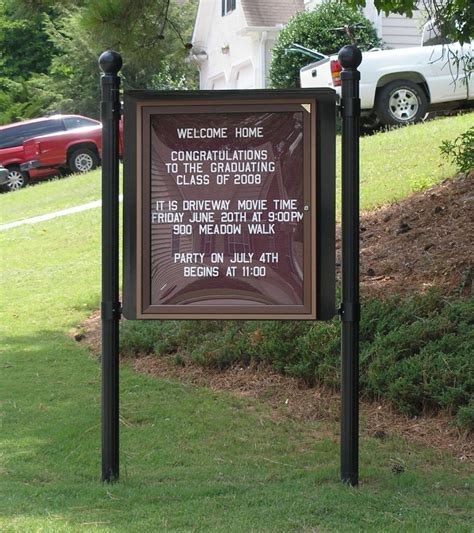 WELCOME HOME
CONGRATULATIONS
TO THE GRADUATING
CLASS OF 2008
IT IS DRIVEWAY MOVIE TIME
FRIDAY JUNE 20TH AT 9:00PM
900 MEADOW WALK
PARTY ON JULY 4TH
BEGINS AT 11:00